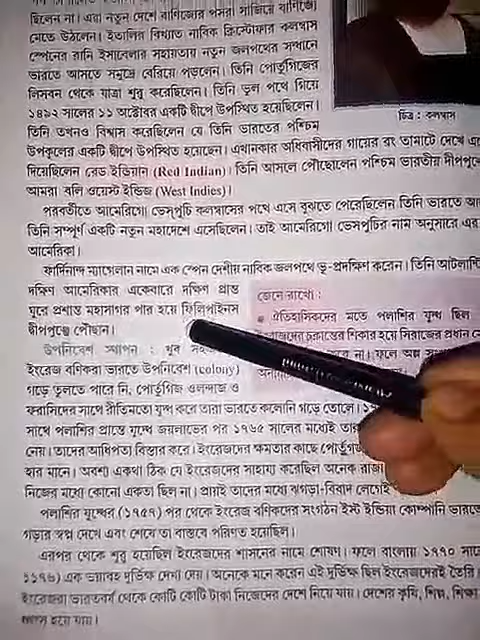 ছিলেন না। এরা নতুন দেশে বাণিজ্যের পসরা সাজিয়ে বাণিজ্যে
মেতে উঠলেন। ইতালির বিখ্যাত নাবিক ক্রিস্টোফার কলম্বাস
স্পেনের রানি ইসাবেলার সহায়তায় নতুন জলপথের সন্ধানে
ভারতে আসতে সমুদ্রে বেরিয়ে পড়লেন। তিনি পোর্তুগিজের
লিসবন থেকে যাত্রা শুরু করেছিলেন। তিনি ভুল পথে গিয়ে
১৪৯২ সালের ১১ অক্টোবর একটি দ্বীপে উপস্থিত হয়েছিলেন।
তিনি তখনও বিশ্বাস করেছিলেন যে তিনি ভারতের পশ্চিম
চিত্র : কলম্বাস
উপকূলের একটি দ্বীপে উপস্থিত হয়েছেন। এখানকার অধিবাসীদের গায়ের রং তামাটে দেখে
দিয়েছিলেন রেড ইন্ডিয়ান (Red Indian)। তিনি আসলে পৌঁছোলেন পশ্চিম ভারতীয়
আমরা বলি ওয়েস্ট ইন্ডিজ (West Indies)।
পরবর্তীতে আমেরিগো ভেসপুচি কলম্বাসের পথে এসে বুঝতে পেরেছিলেন তিনি ভারতে
তিনি সম্পূর্ণ একটি নতুন মহাদেশে এসেছিলেন। তাই আমেরিগো ভেসপুচির নাম অনুসারে এর
আমেরিকা।
ফার্দিনান্দ ম্যাগেলান নামে এক স্পেন দেশীয় নাবিক জলপথে ভূ-প্রদক্ষিণ করেন। তিনি
দক্ষিণ আমেরিকার একেবারে দক্ষিণ প্রান্ত
ঘুরে প্রশান্ত মহাসাগর পার হয়ে ফিলিপাইনস
দ্বীপপুঞ্জে পৌঁছান।
জেনে রাখো :
ঐতিহাসিকদের মতে পলাশির যুদ্ধ ছিল
চক্রান্তের শিকার হয়ে সিরাজের প্রধান
না। ফলে অল্প
উপনিবেশ স্থাপন : খুব
ইংরেজ বণিকরা ভারতে উপনিবেশ (colony)
গড়ে তুলতে পারে নি, পোর্তুগিজ ওলন্দাজ ও
ফরাসিদের সাথে রীতিমতো যুদ্ধ করে তারা ভারতে কলোনি গড়ে তোলে।
সাথে পলাশির প্রান্তে যুদ্ধে জয়লাভের পর ১৭৬৫ সালের মধ্যেই
নেয়। তাদের আধিপত্য বিস্তার করে। ইংরেজদের ক্ষমতার কাছে
হার মানে। অবশ্য একথা ঠিক যে ইংরেজদের সাহায্য করেছিল অনেক রাজা
নিজের মধ্যে কোনো একতা ছিল না। প্রায়ই তাদের মধ্যে ঝগড়া-বিবাদ লেগেই
পলাশির যুদ্ধের (১৭৫৭) পর থেকে ইংরেজ বণিকদের সংগঠন ইস্ট ইন্ডিয়া কোম্পানি ভারতে
গড়ার স্বপ্ন দেখে এবং শেষে তা বাস্তবে পরিণত হয়েছিল।
এরপর থেকে শুরু হয়েছিল ইংরেজদের শাসনের নামে শোষণ। ফলে বাংলায় ১৭৭০
১১৭৬) এক ভয়াবহ দুর্ভিক্ষ দেখা দেয়। অনেকে মনে করেন এই দুর্ভিক্ষ ছিল ইংরেজদেরই তৈরি।
ইংরেজরা ভারতবর্ষ থেকে কোটি কোটি টাকা নিজেদের দেশে নিয়ে যায়। দেশের কৃষি, শিল্প, শিক্ষা
ধ্বংস হয়ে যায়।